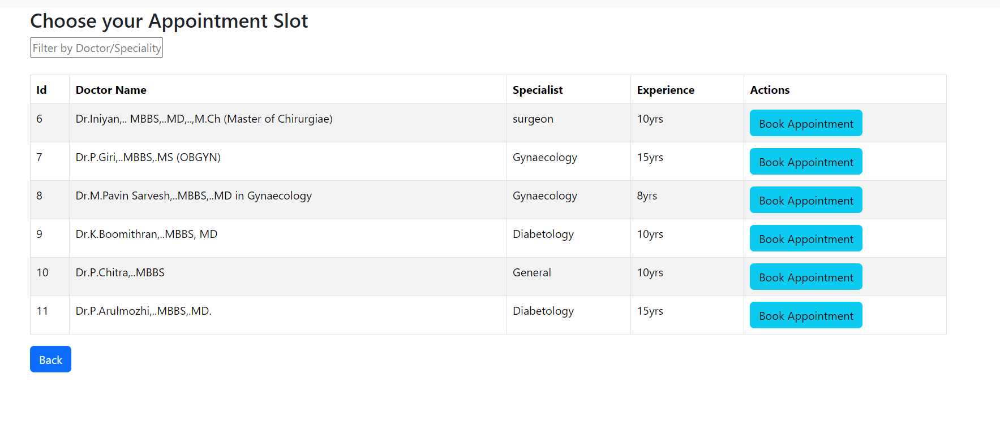 Choose your Appointment Slot
Filter by Doctor/Speciality
Id Doctor Name Specialist Experience Actions
6 Dr.Iniyan,.. MBBS,..MD,..,M.Ch (Master of Chirurgiae) surgeon 10yrs Book Appointment
7 Dr.P.Giri,..MBBS,.MS (OBGYN) Gynaecology 15yrs Book Appointment
8 Dr.M.Pavin Sarvesh,..MBBS,..MD in Gynaecology Gynaecology 8yrs Book Appointment
9 Dr.K.Boomithran,..MBBS, MD Diabetology 10yrs Book Appointment
10 Dr.P.Chitra,..MBBS General 10yrs Book Appointment
11 Dr.P.Arulmozhi,..MBBS,.MD. Diabetology 15yrs Book Appointment
Back